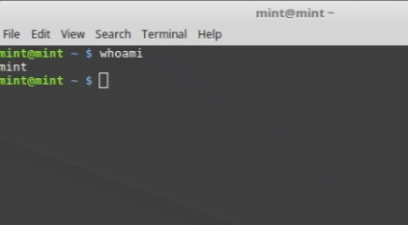 mint@mint ~
File Edit View Search Terminal Help
mint@mint ~ $ whoami
mint
mint@mint ~ $